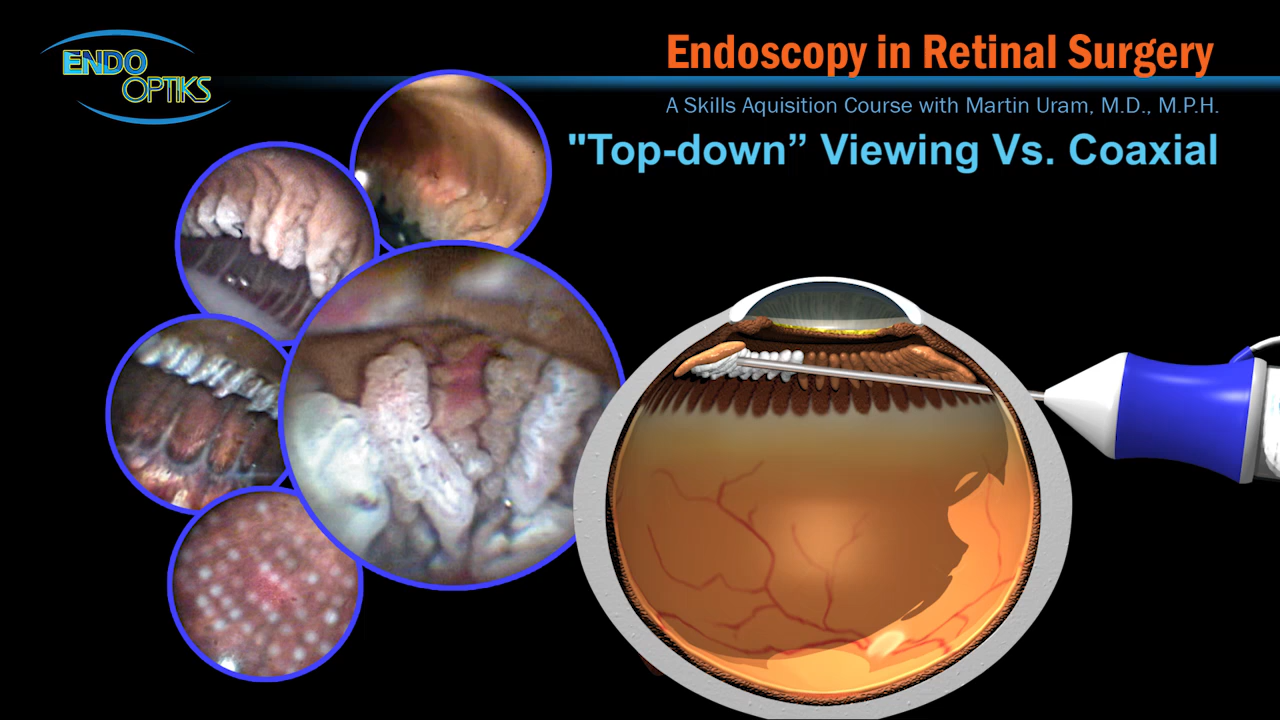 ENDO
OPTIKS
Endoscopy in Retinal Surgery
A Skills Aquisition Course with Martin Uram, M.D., M.P.H.
"Top-down” Viewing Vs. Coaxial